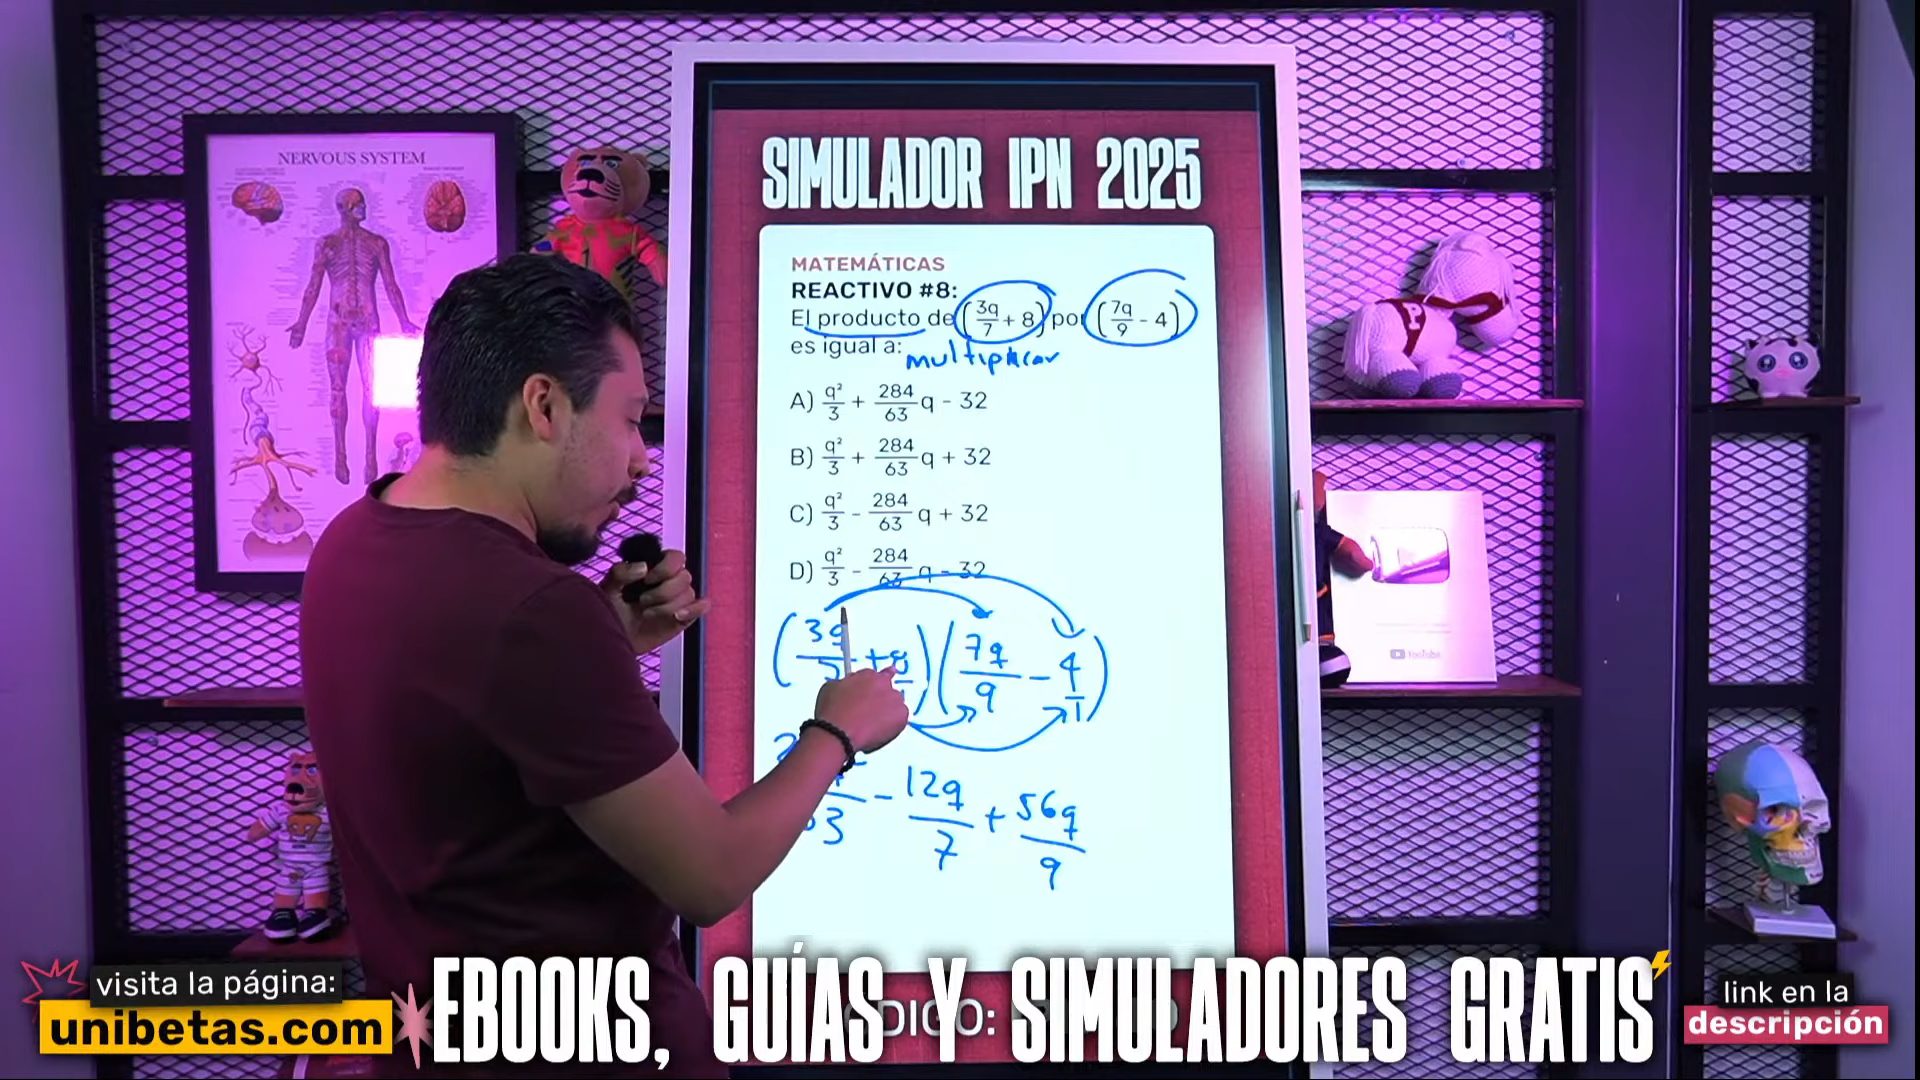 NERVOUS SYSTEM
SIMULADOR IPN 2025
MATEMÁTICAS
REACTIVO #8:
El producto de (3q/7 + 8) por (7q/9 - 4)
es igual a: multiplicar
A) q²/3 + 284/63 q - 32
B) q²/3 + 284/63 q + 32
C) q²/3 - 284/63 q + 32
D) q²/3 - 284/63 q - 32
(3q + 8) (7q/9 - 4/1)
3 - 12q/7 + 56q/9
P
YouTube
visita la página:
unibetas.com
EBOOKS, GUÍAS Y SIMULADORES GRATIS
link en la
descripción